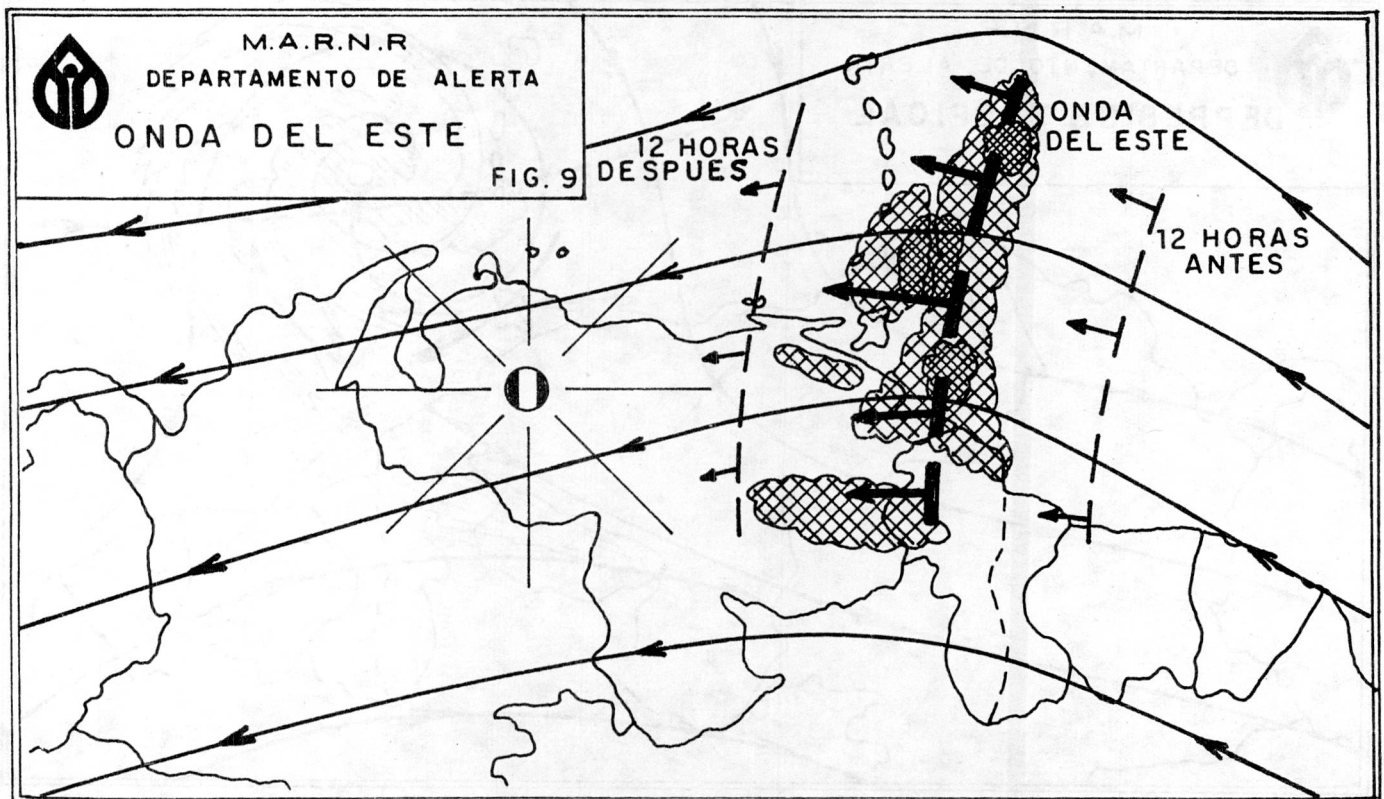 M.A.R.N.R
DEPARTAMENTO DE ALERTA
ONDA DEL ESTE
FIG. 9
12 HORAS
DESPUES
ONDA
DEL ESTE
12 HORAS
ANTES